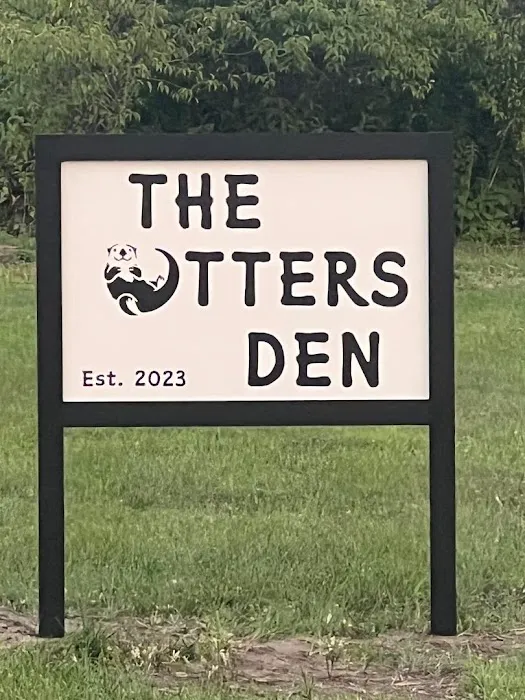 THE
OTTERS
DEN
Est. 2023